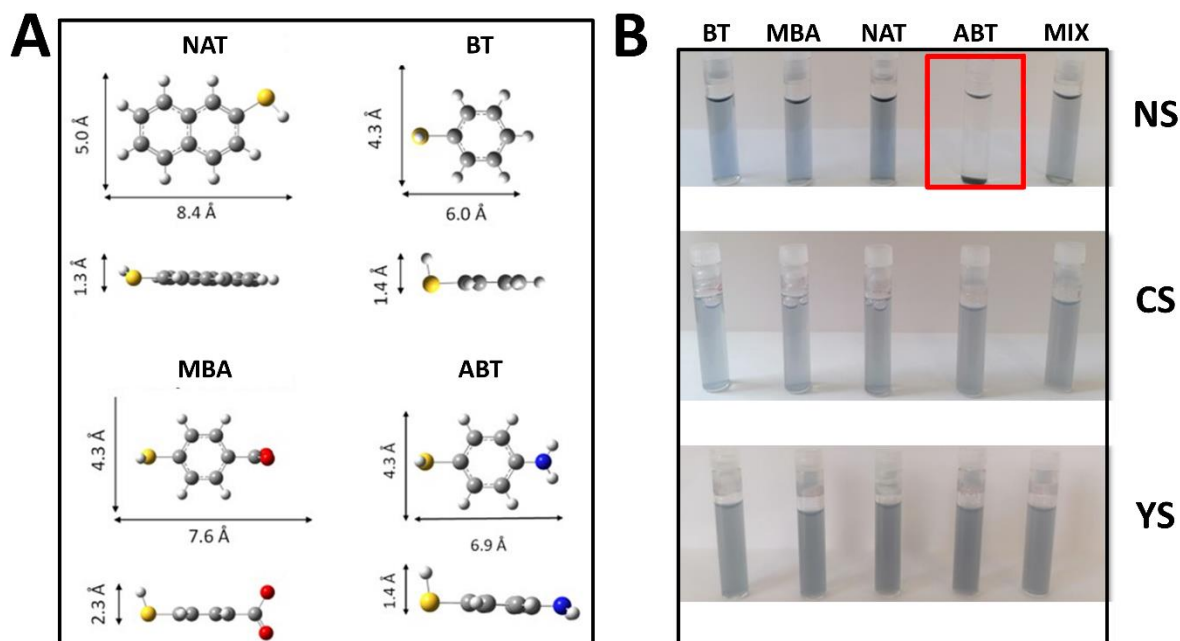 A
NAT
5.0 Å
8.4 Å
1.3 Å
BT
4.3 Å
6.0 Å
1.4 Å
MBA
4.3 Å
7.6 Å
2.3 Å
ABT
4.3 Å
6.9 Å
1.4 Å
B
BT MBA NAT ABT MIX
NS
CS
YS